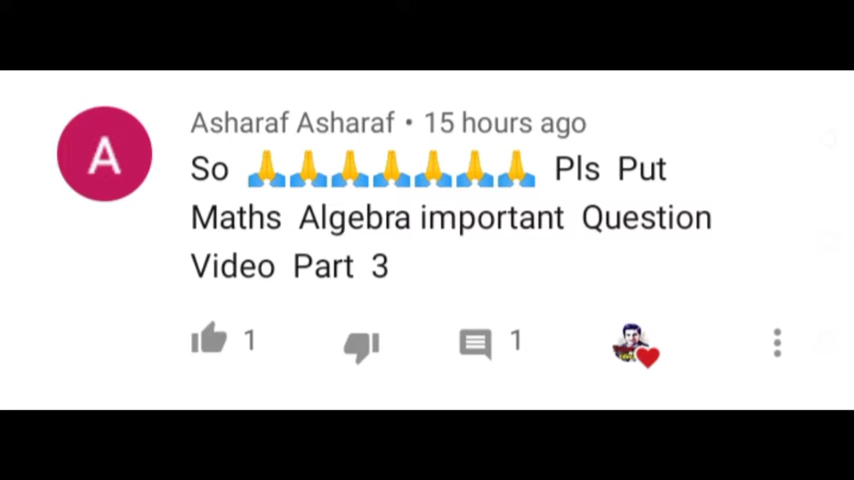 A
Asharaf Asharaf • 15 hours ago
So 🙏🙏🙏🙏🙏🙏🙏 Pls Put
Maths Algebra important Question
Video Part 3
1
1